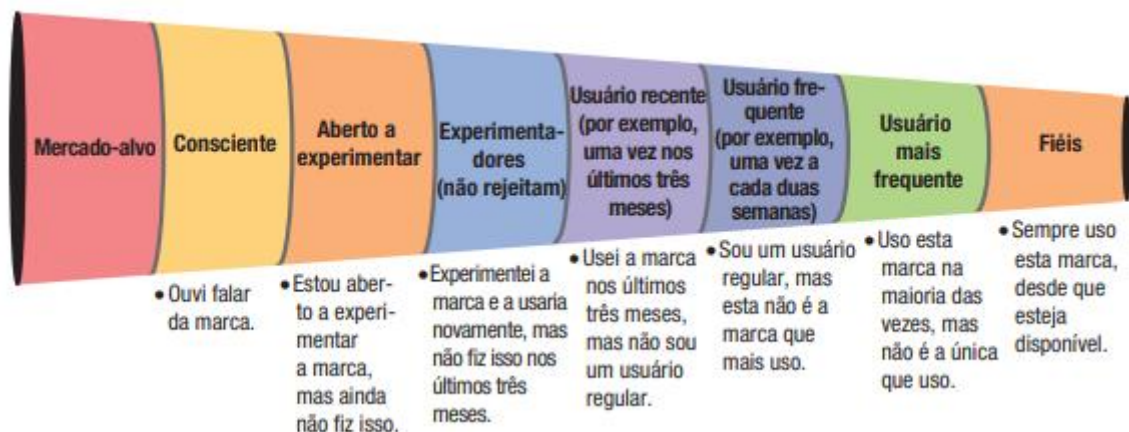 Mercado-alvo
Consciente
Aberto a
experimentar
Experimenta-
dores
(não rejeitam)
Usuário recente
(por exemplo,
uma vez nos
últimos três
meses)
Usuário fre-
quente
(por exemplo,
uma vez a
cada duas
semanas)
Usuário
mais
frequente
Fiéis
• Ouvi falar
da marca.
• Estou aber-
to a experi-
mentar
a marca,
mas ainda
não fiz isso.
• Experimentei a
marca e a usaria
novamente, mas
não fiz isso nos
últimos três
meses.
• Usei a marca
nos últimos
três meses,
mas não sou
um usuário
regular.
• Sou um usuário
regular, mas
esta não é a
marca que
mais uso.
• Uso esta
marca na
maioria das
vezes, mas
não é a única
que uso.
• Sempre uso
esta marca,
desde que
esteja
disponível.